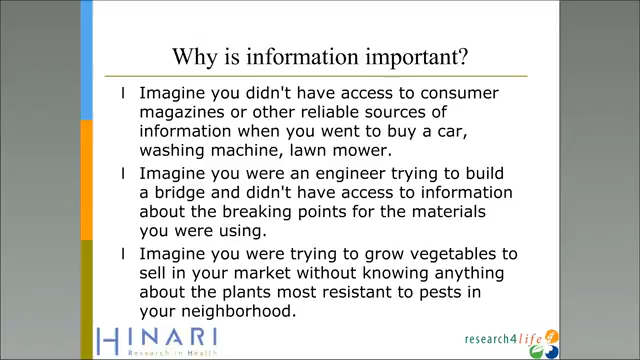 Why is information important?
l Imagine you didn't have access to consumer
magazines or other reliable sources of
information when you went to buy a car,
washing machine, lawn mower.
l Imagine you were an engineer trying to build
a bridge and didn't have access to information
about the breaking points for the materials
you were using.
l Imagine you were trying to grow vegetables to
sell in your market without knowing anything
about the plants most resistant to pests in
your neighborhood.
HINARI
Research in Health
research4life